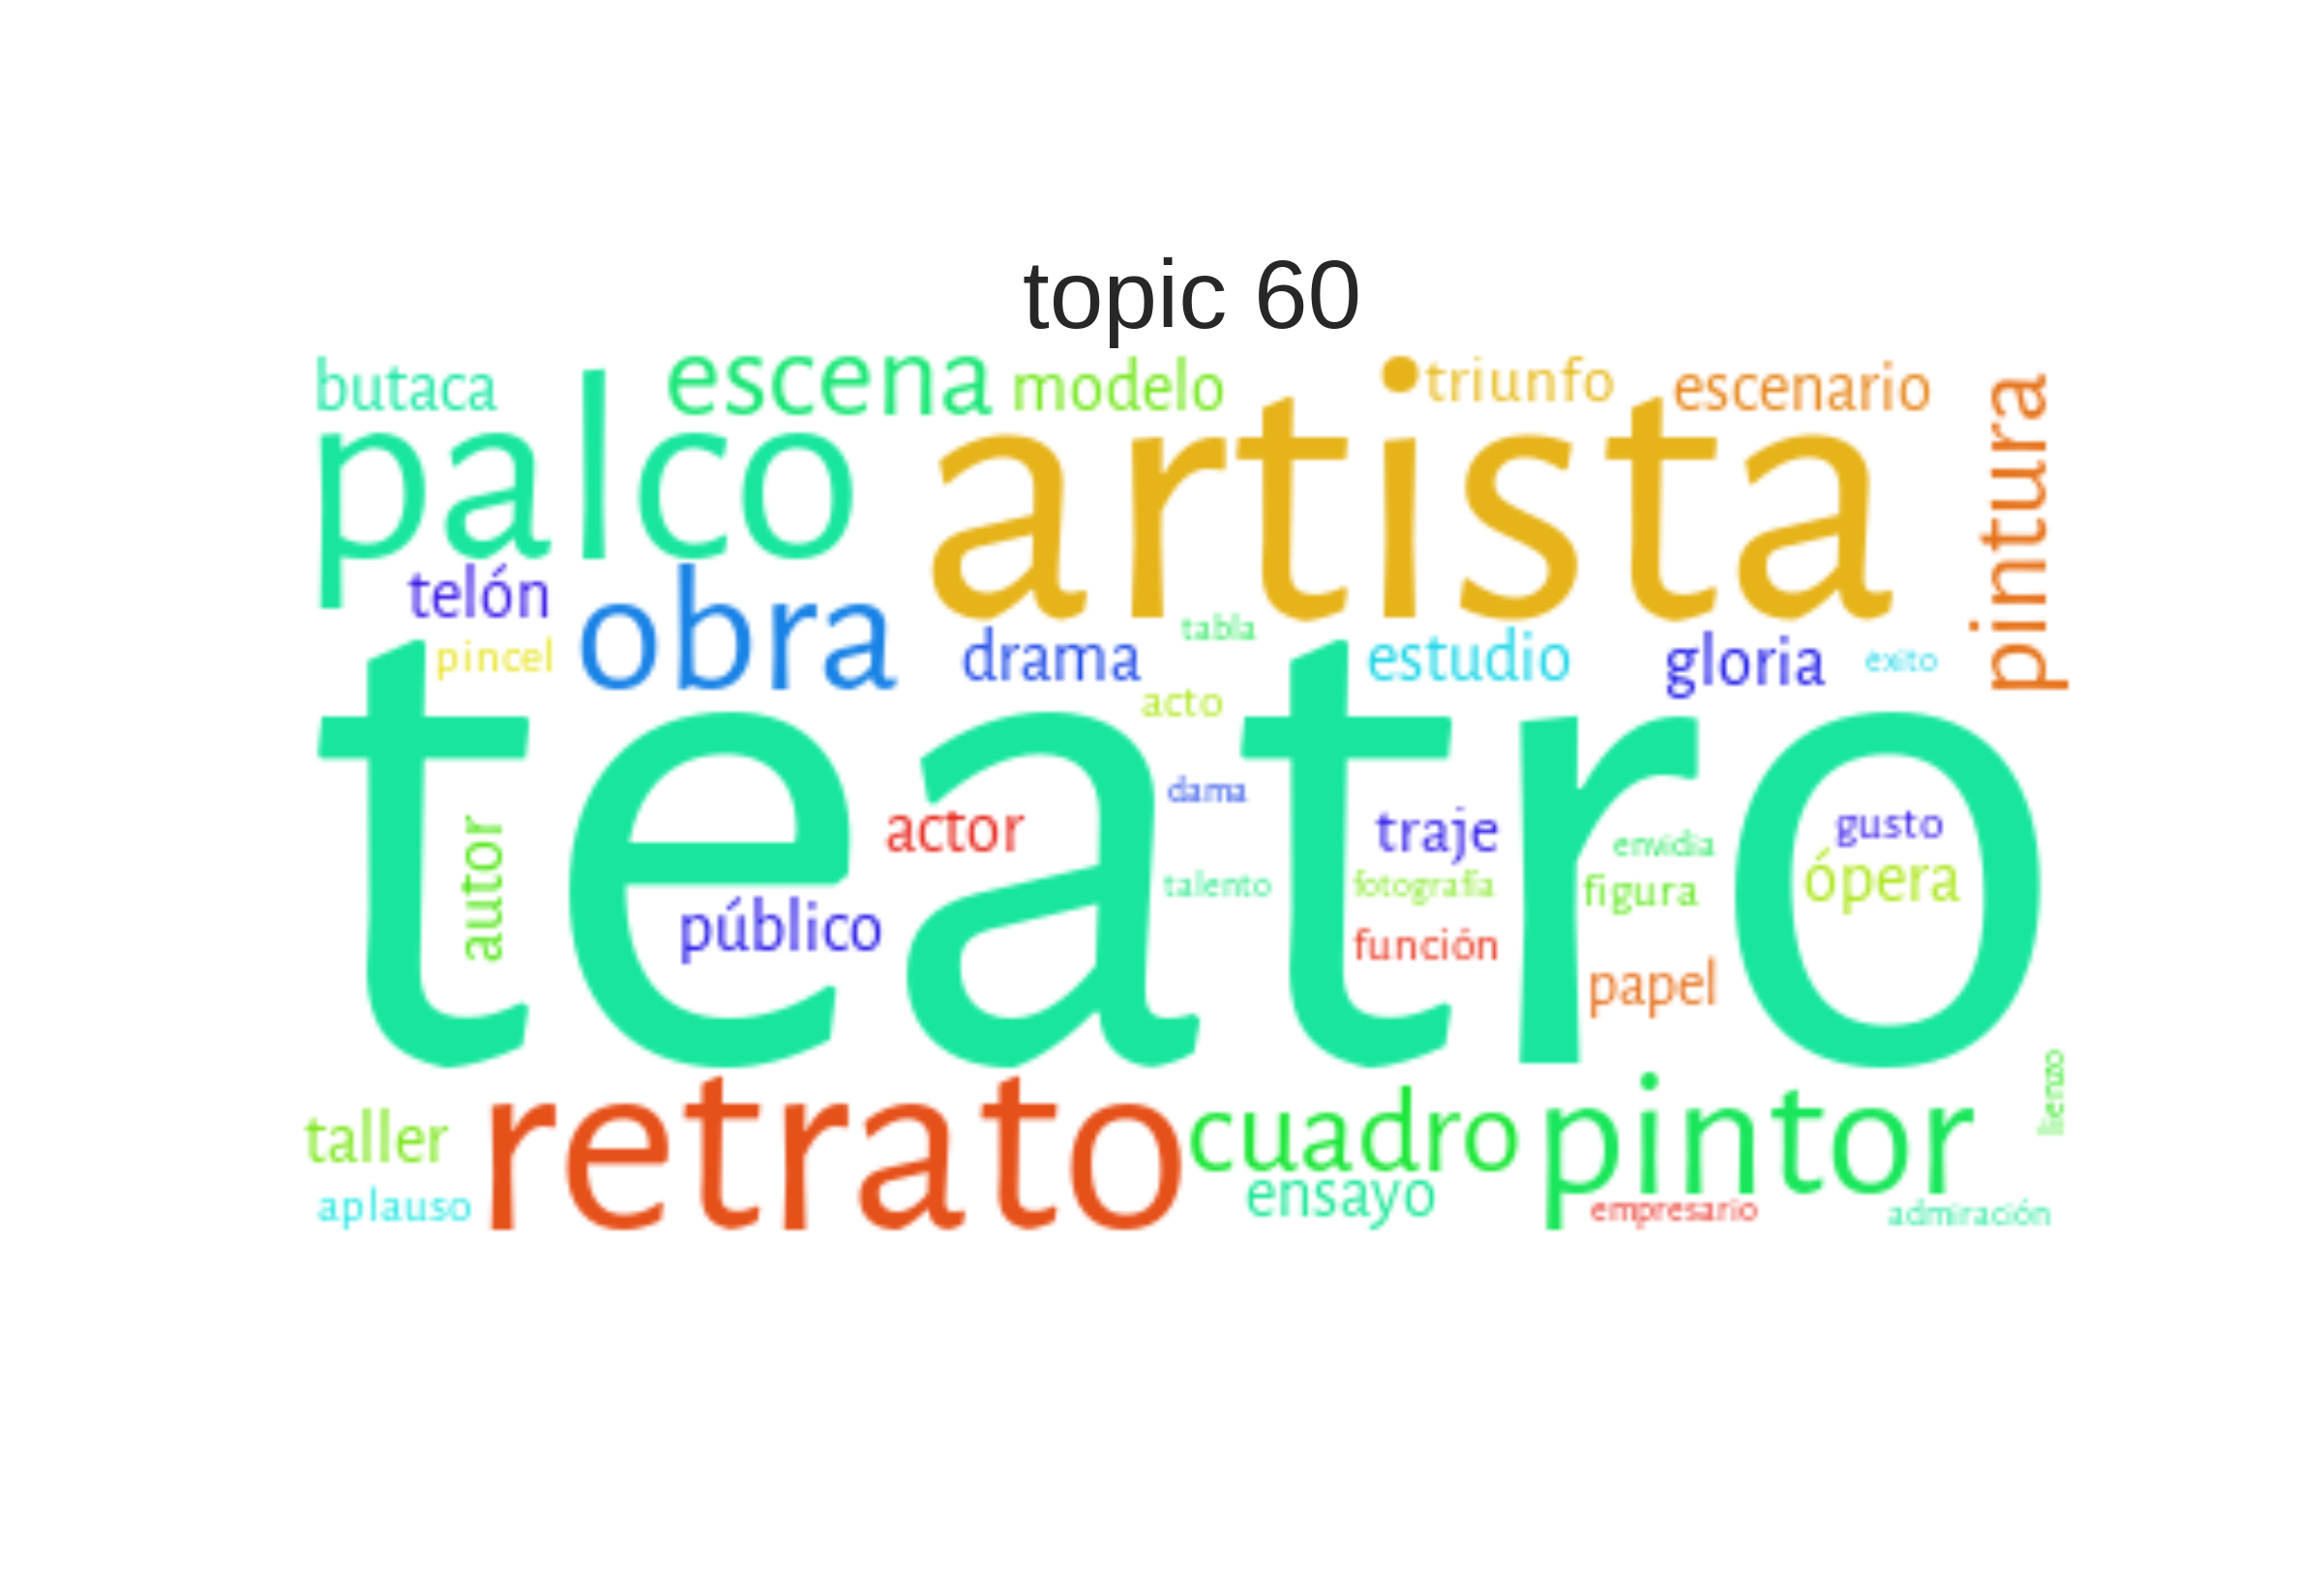 topic 60
butaca
escena
modelo
triunfo
escenario
pintura
palco
artista
telón
obra
pincel
drama
tabla
estudio
gloria
exito
acto
teatro
dama
autor
actor
traje
envidia
gusto
público
talento
fotografía
figura
ópera
función
papel
lienzo
taller
retrato
cuadro
pintor
aplauso
ensayo
empresario
admiración